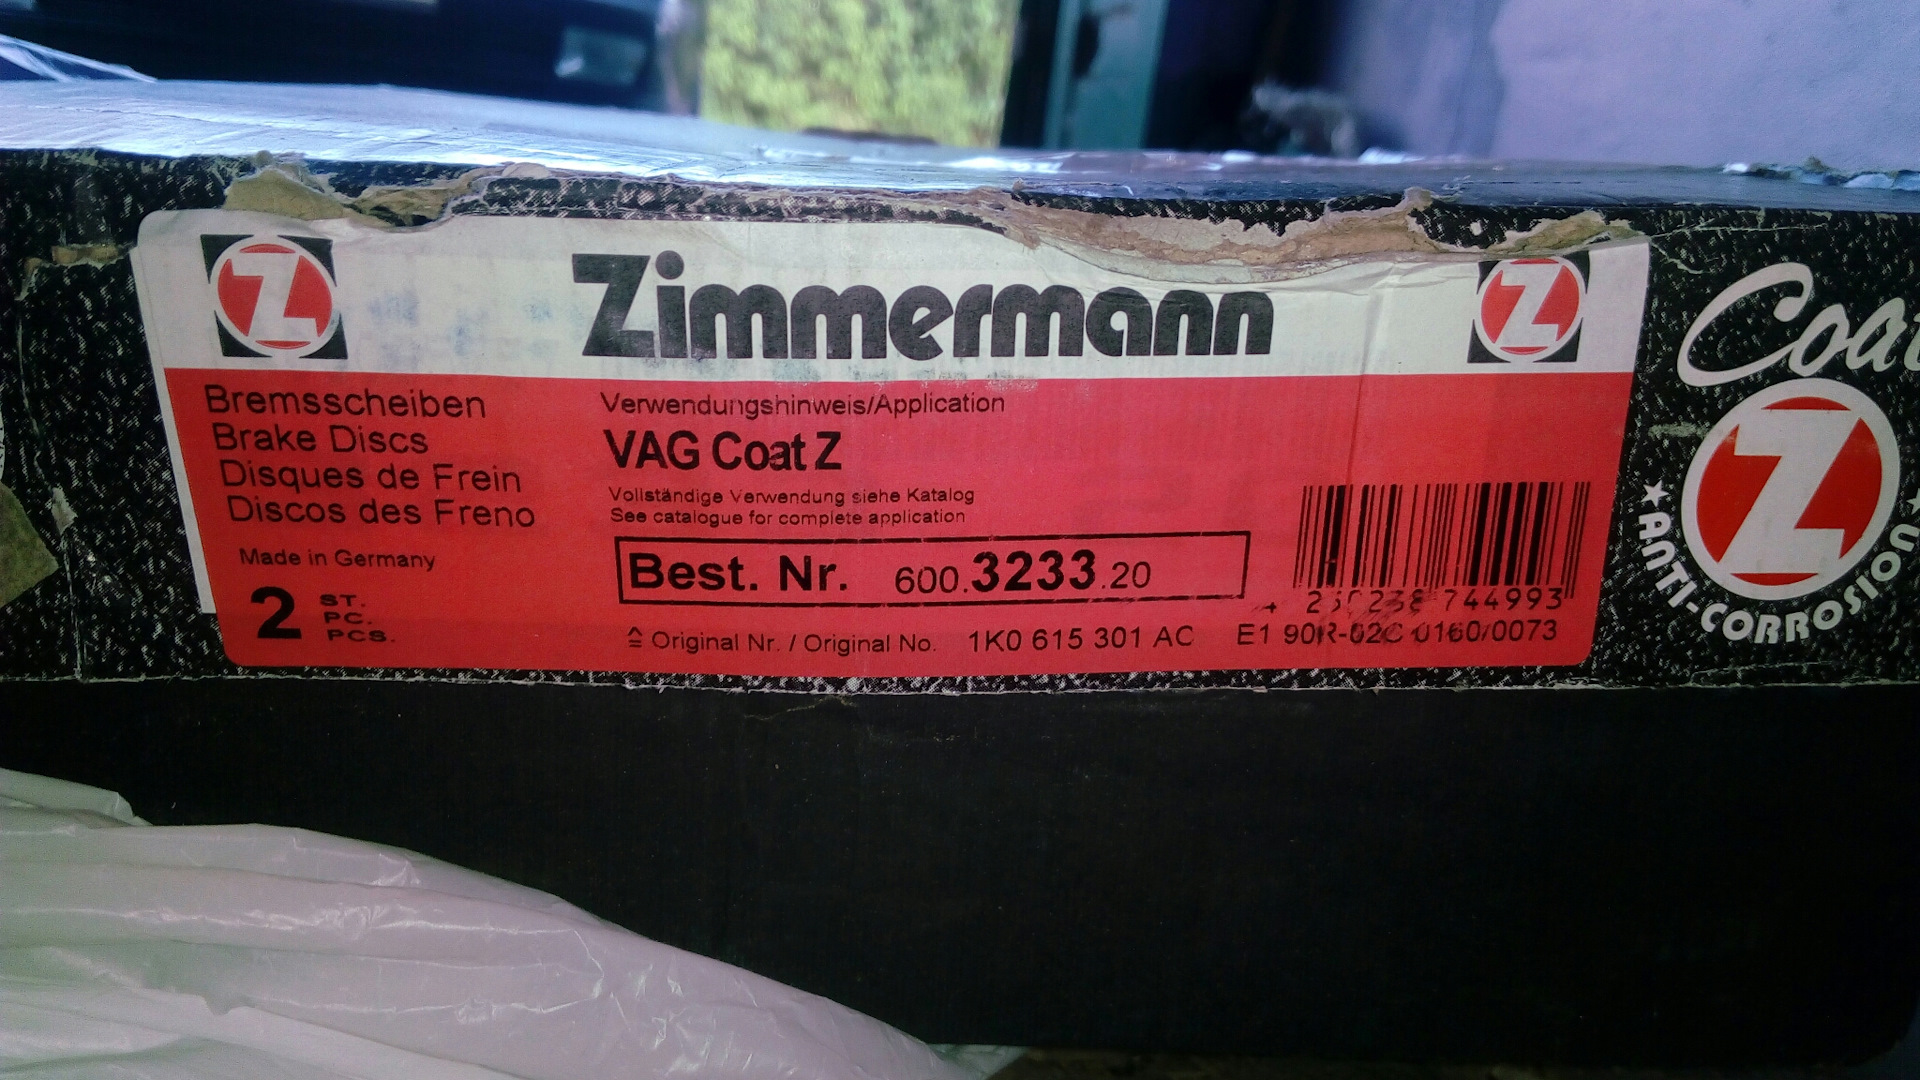 Z
Zimmermann
Z
Bremsscheiben
Brake Discs
Disques de Frein
Discos des Freno
Made in Germany
2
ST.
PC.
PCS.
Verwendungshinweis/Application
VAG Coat Z
Vollständige Verwendung siehe Katalog
See catalogue for complete application
Best. Nr. 600.3233.20
≙ Original Nr. / Original No. 1K0 615 301 AC
744993
E1 90R-02C 0160/0073
Coat
Z
ANTI-CORROSION